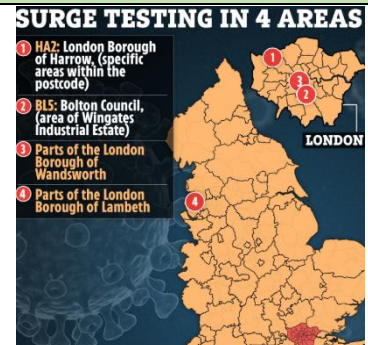 SURGE TESTING IN 4 AREAS
1 HA2: London Borough
of Harrow, (specific
areas within the
postcode)
2 BL5: Bolton Council,
(area of Wingates
Industrial Estate)
3 Parts of the London
Borough of
Wandsworth
4 Parts of the London
Borough of Lambeth
1
3
2
LONDON
4